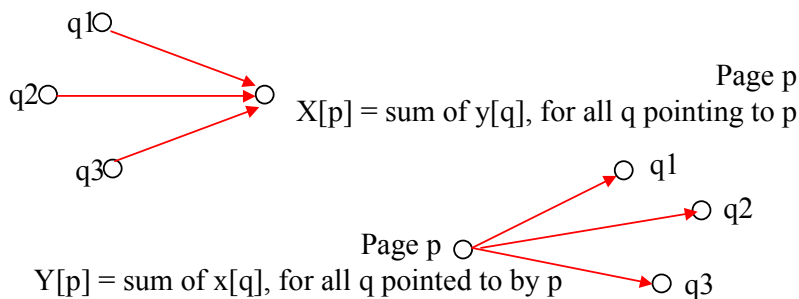 q1
q2
q3
Page p
X[p] = sum of y[q], for all q pointing to p
q1
q2
Page p
Y[p] = sum of x[q], for all q pointed to by p
q3